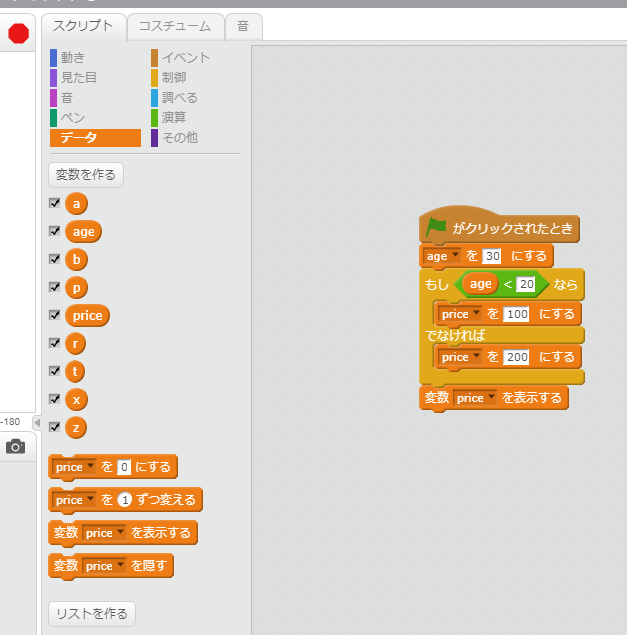 スクリプト コスチューム 音
動き イベント
見た目 制御
音 調べる
ペン 演算
データ その他
変数を作る
a
age
b
p
price
r
t
x
z
price を 0 にする
price を 1 ずつ変える
変数 price を表示する
変数 price を隠す
リストを作る
-180
がクリックされたとき
age を 30 にする
もし age < 20 なら
price を 100 にする
でなければ
price を 200 にする
変数 price を表示する